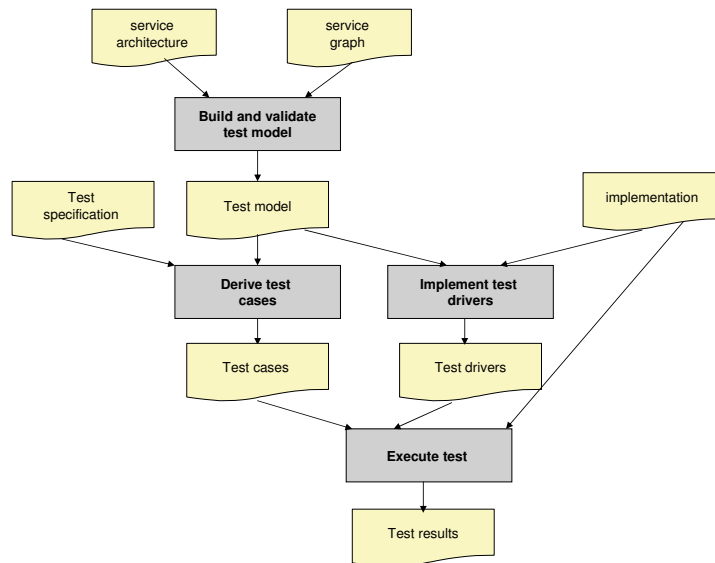 service
architecture
service
graph
Build and validate
test model
Test
specification
Test model
implementation
Derive test
cases
Implement test
drivers
Test cases
Test drivers
Execute test
Test results